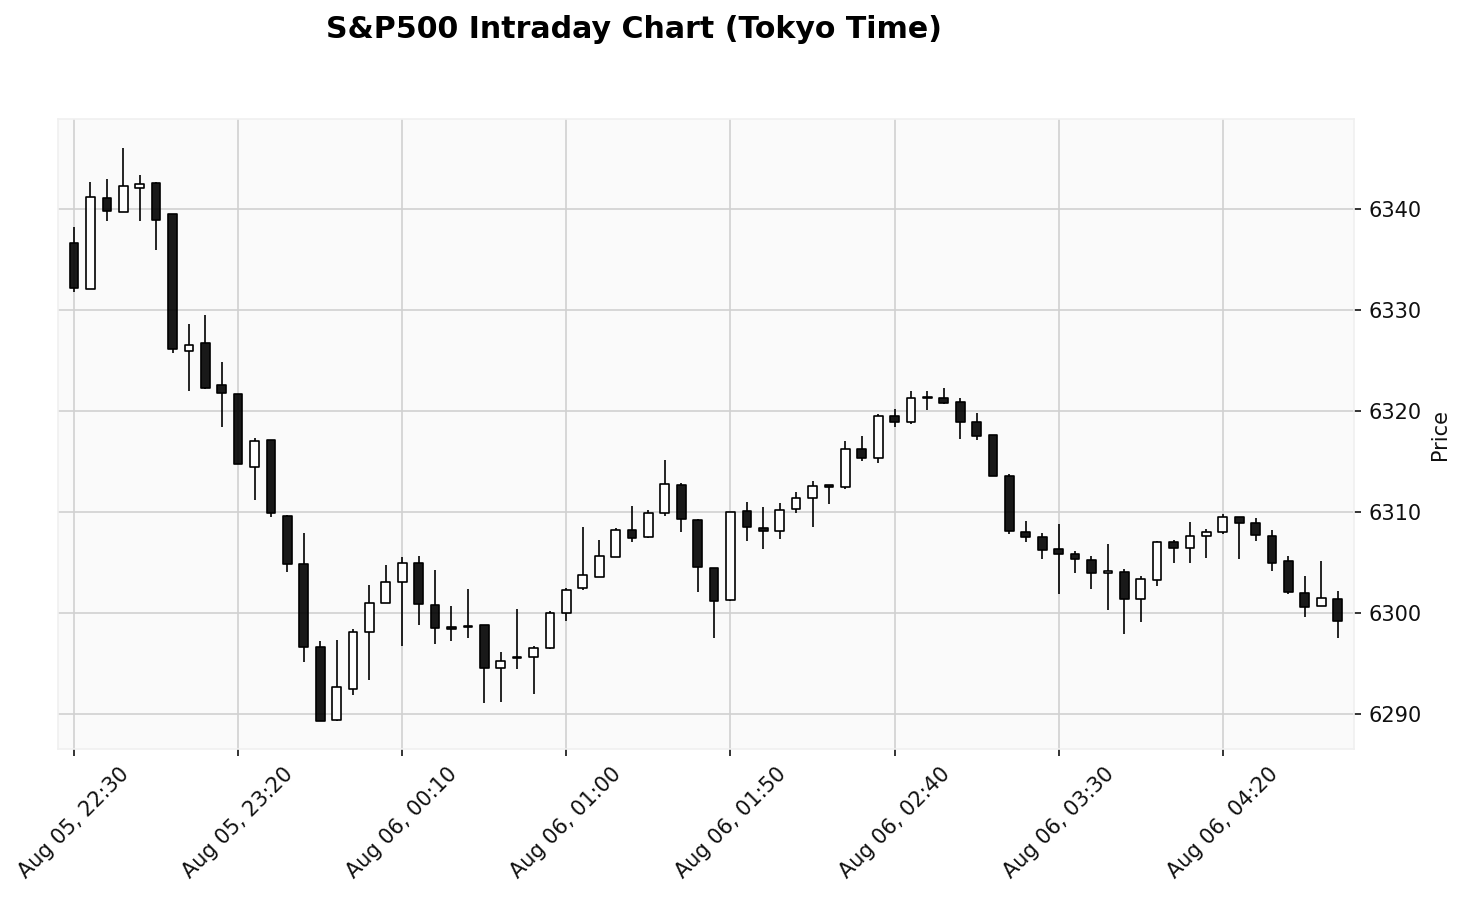 S&P500 Intraday Chart (Tokyo Time)
6340
6330
6320
6310
6300
6290
Price
Aug 05, 22:30
Aug 05, 23:20
Aug 06, 00:10
Aug 06, 01:00
Aug 06, 01:50
Aug 06, 02:40
Aug 06, 03:30
Aug 06, 04:20